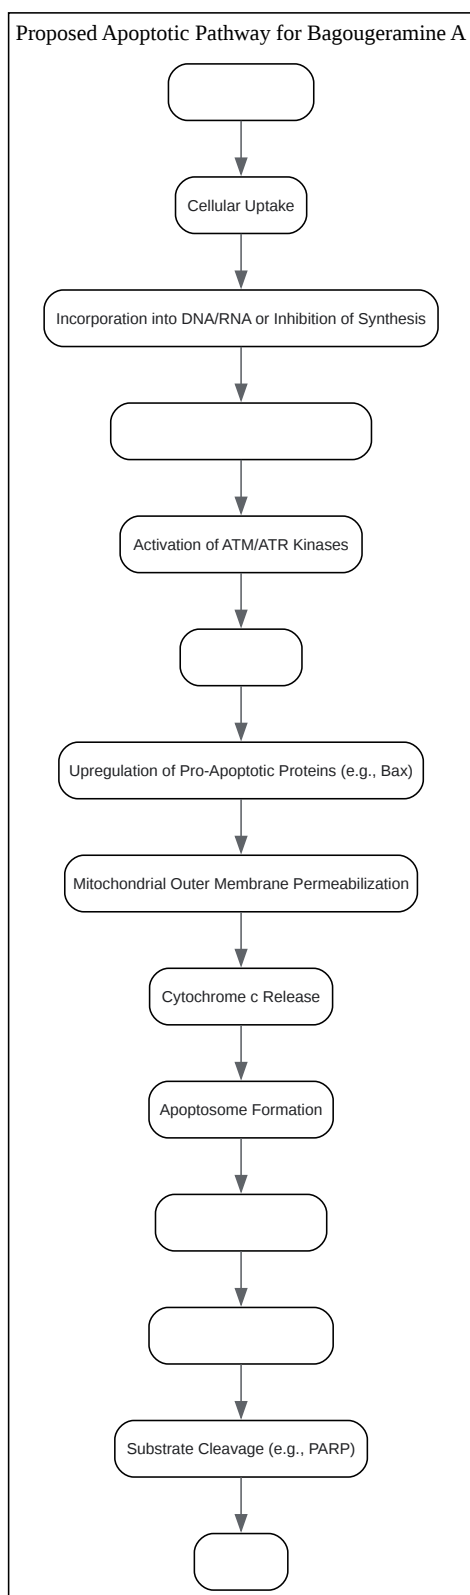 Proposed Apoptotic Pathway for Bagougeramine A
Cellular Uptake
Incorporation into DNA/RNA or Inhibition of Synthesis
Activation of ATM/ATR Kinases
Upregulation of Pro-Apoptotic Proteins (e.g., Bax)
Mitochondrial Outer Membrane Permeabilization
Cytochrome c Release
Apoptosome Formation
Substrate Cleavage (e.g., PARP)